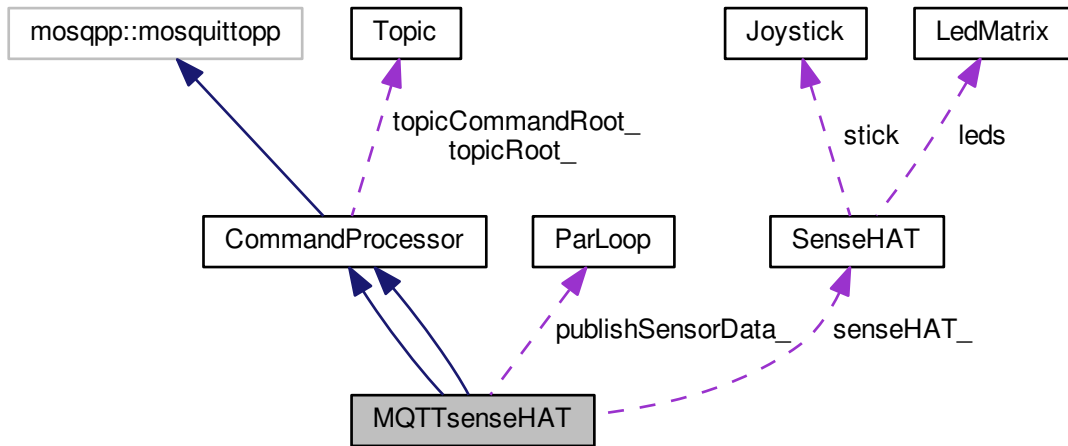 mosqpp::mosquittopp
Topic
Joystick
LedMatrix
topicCommandRoot_
topicRoot_
stick
leds
CommandProcessor
ParLoop
SenseHAT
publishSensorData_
senseHAT_
MQTTsenseHAT